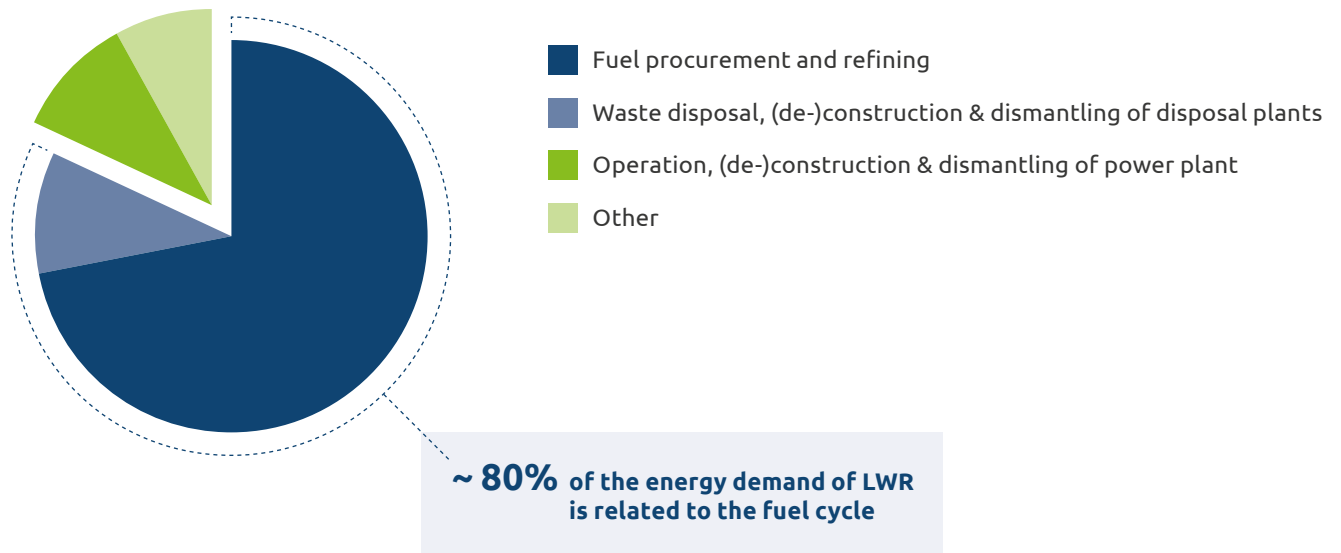 Fuel procurement and refining
Waste disposal, (de-)construction & dismantling of disposal plants
Operation, (de-)construction & dismantling of power plant
Other
~ 80% of the energy demand of LWR
is related to the fuel cycle